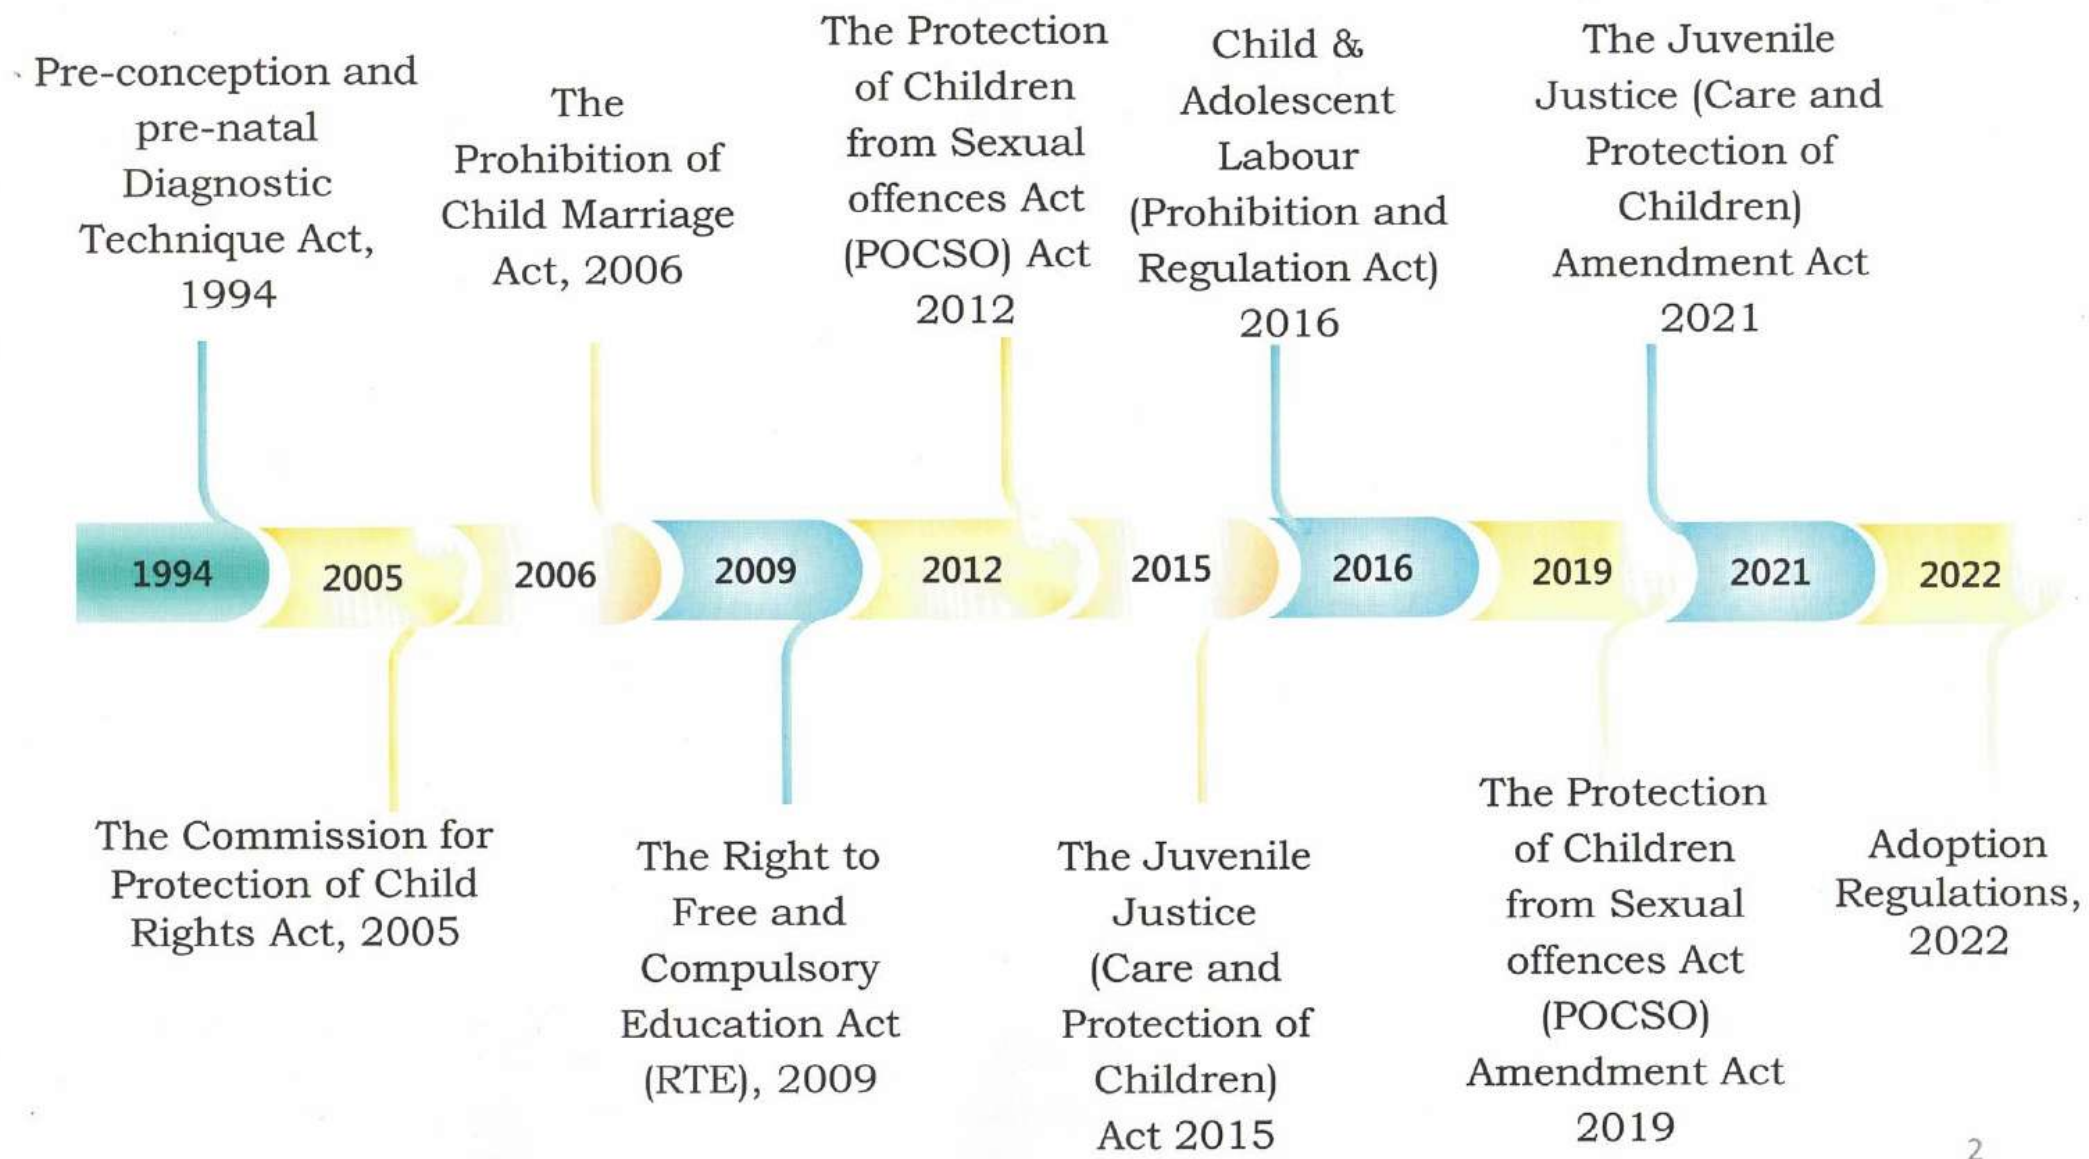 Pre-conception and
pre-natal
Diagnostic
Technique Act,
1994
The
Prohibition of
Child Marriage
Act, 2006
The Protection
of Children
from Sexual
offences Act
(POCSO) Act
2012
Child &
Adolescent
Labour
(Prohibition and
Regulation Act)
2016
The Juvenile
Justice (Care and
Protection of
Children)
Amendment Act
2021
1994
2005
2006
2009
2012
2015
2016
2019
2021
2022
The Commission for
Protection of Child
Rights Act, 2005
The Right to
Free and
Compulsory
Education Act
(RTE), 2009
The Juvenile
Justice
(Care and
Protection of
Children)
Act 2015
The Protection
of Children
from Sexual
offences Act
(POCSO)
Amendment Act
2019
Adoption
Regulations,
2022
2